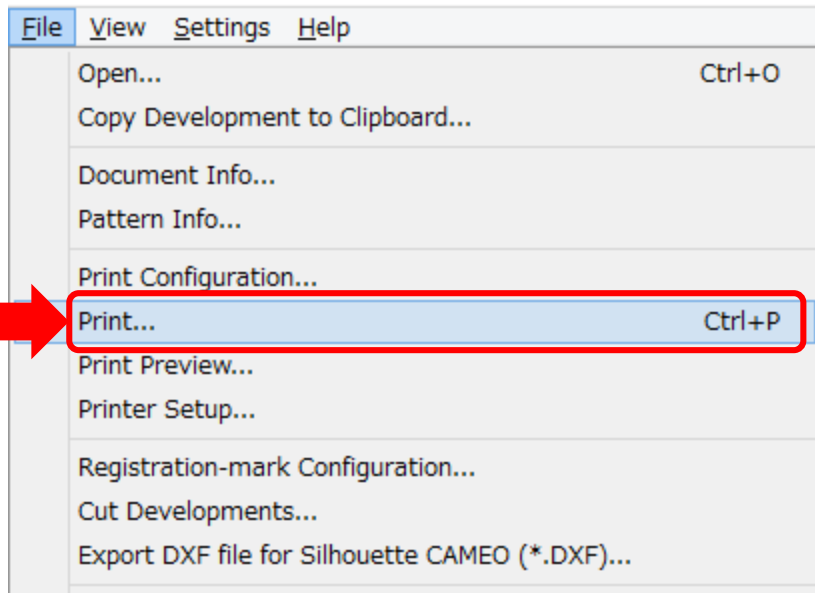 File View Settings Help
Open... Ctrl+O
Copy Development to Clipboard...
Document Info...
Pattern Info...
Print Configuration...
Print... Ctrl+P
Print Preview...
Printer Setup...
Registration-mark Configuration...
Cut Developments...
Export DXF file for Silhouette CAMEO (*.DXF)...